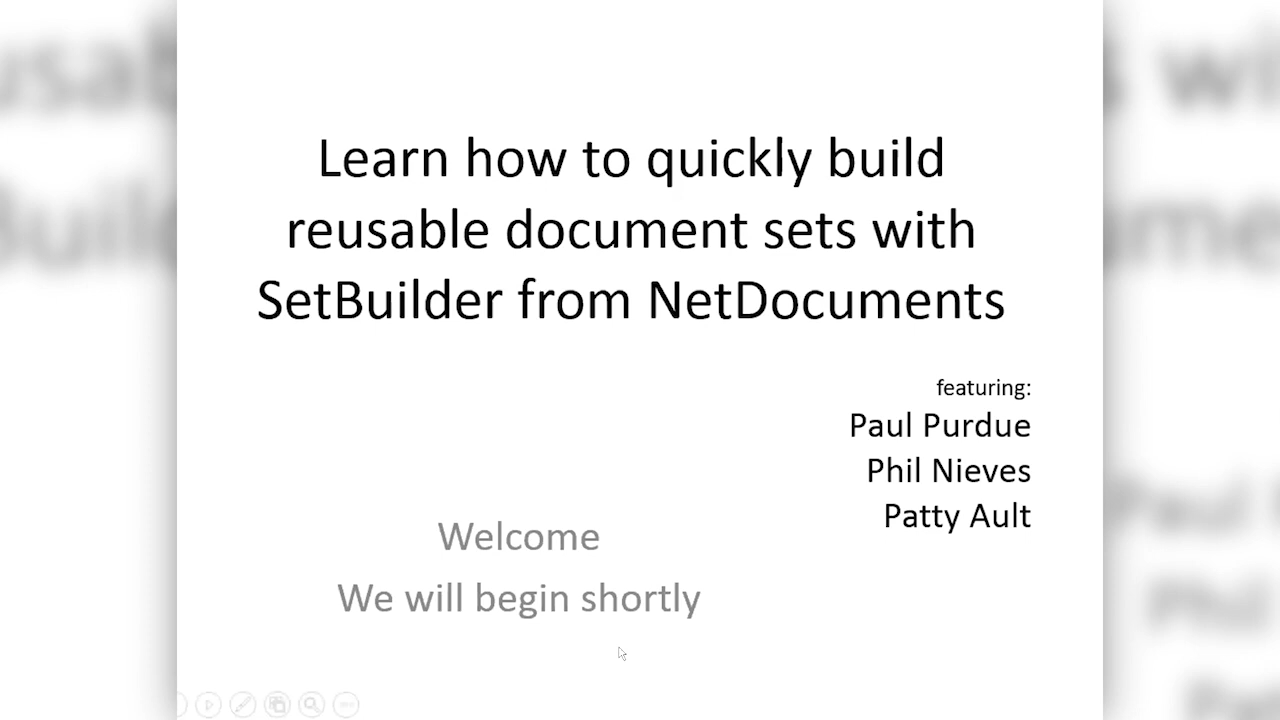 Learn how to quickly build
reusable document sets with
SetBuilder from NetDocuments
featuring:
Paul Purdue
Phil Nieves
Patty Ault
Welcome
We will begin shortly